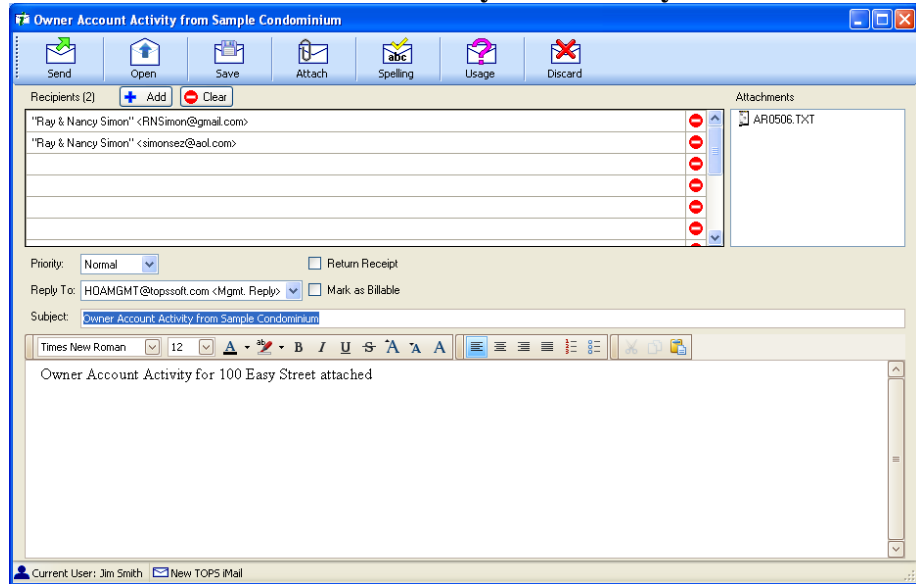 Owner Account Activity from Sample Condominium
Send Open Save Attach Spelling Usage Discard
Recipients (2) Add Clear Attachments
"Ray & Nancy Simon" <RNSimon@gmail.com> AR0506.TXT
"Ray & Nancy Simon" <simonsez@aol.com>
Priority: Normal Return Receipt
Reply To: HOAMGMT@topssoft.com <Mgmt. Reply> Mark as Billable
Subject: Owner Account Activity from Sample Condominium
Times New Roman 12 A ab B I U S A A A
Owner Account Activity for 100 Easy Street attached
Current User: Jim Smith New TOPS iMail